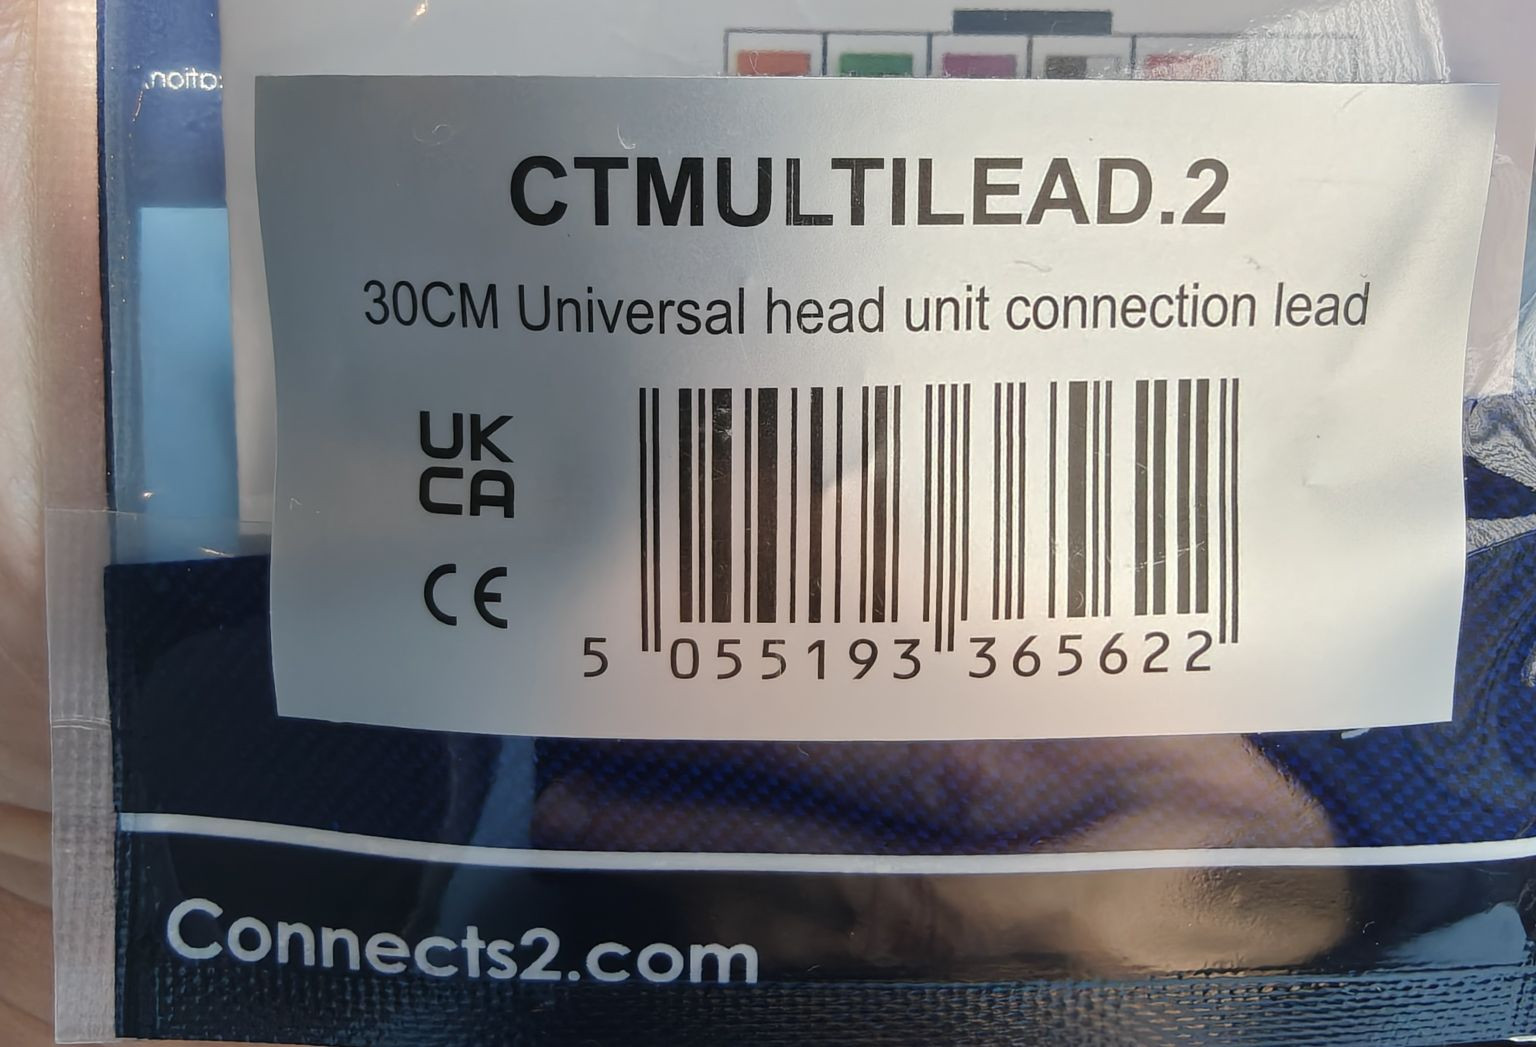 CTMULTILEAD.2
30CM Universal head unit connection lead
UK
CA
CE
5 055193 365622
Connects2.com